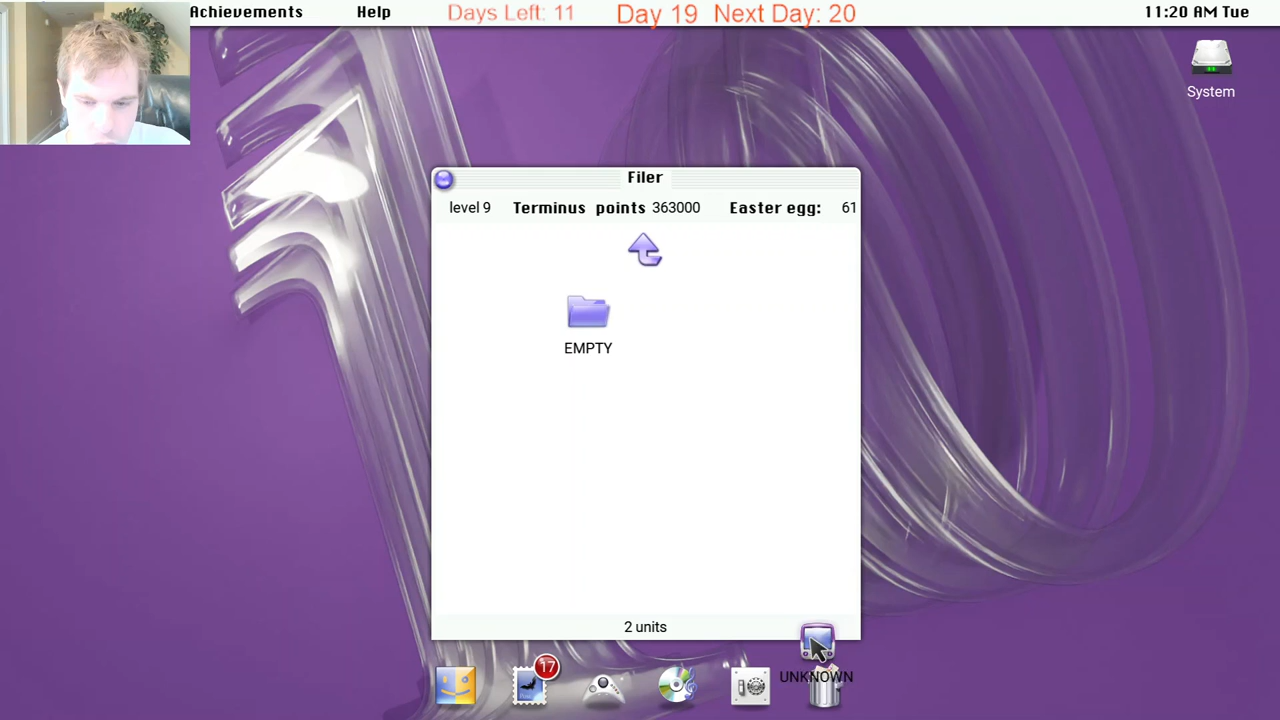 Achievements Help Days Left: 11 Day 19 Next Day: 20 11:20 AM Tue
System
Filer
level 9 Terminus points 363000 Easter egg: 61
EMPTY
2 units
17
UNKNOWN